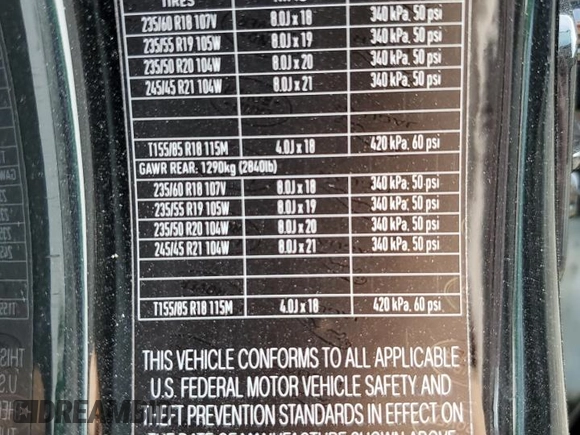 TIRES
235/60 R18 107V 8.0J x 18 340 kPa, 50 psi
235/55 R19 105W 8.0J x 19 340 kPa, 50 psi
235/50 R20 104W 8.0J x 20 340 kPa, 50 psi
245/45 R21 104W 8.0J x 21 340 kPa, 50 psi
T155/85 R18 115M 4.0J x 18 420 kPa, 60 psi
GAWR REAR: 1290kg (2840lb)
235/60 R18 107V 8.0J x 18 340 kPa, 50 psi
235/55 R19 105W 8.0J x 19 340 kPa, 50 psi
235/50 R20 104W 8.0J x 20 340 kPa, 50 psi
245/45 R21 104W 8.0J x 21 340 kPa, 50 psi
T155/85 R18 115M 4.0J x 18 420 kPa, 60 psi
THIS VEHICLE CONFORMS TO ALL APPLICABLE
U.S. FEDERAL MOTOR VEHICLE SAFETY AND
THEFT PREVENTION STANDARDS IN EFFECT ON
THE DATE OF MANUFACTURE SHOWN ABOVE